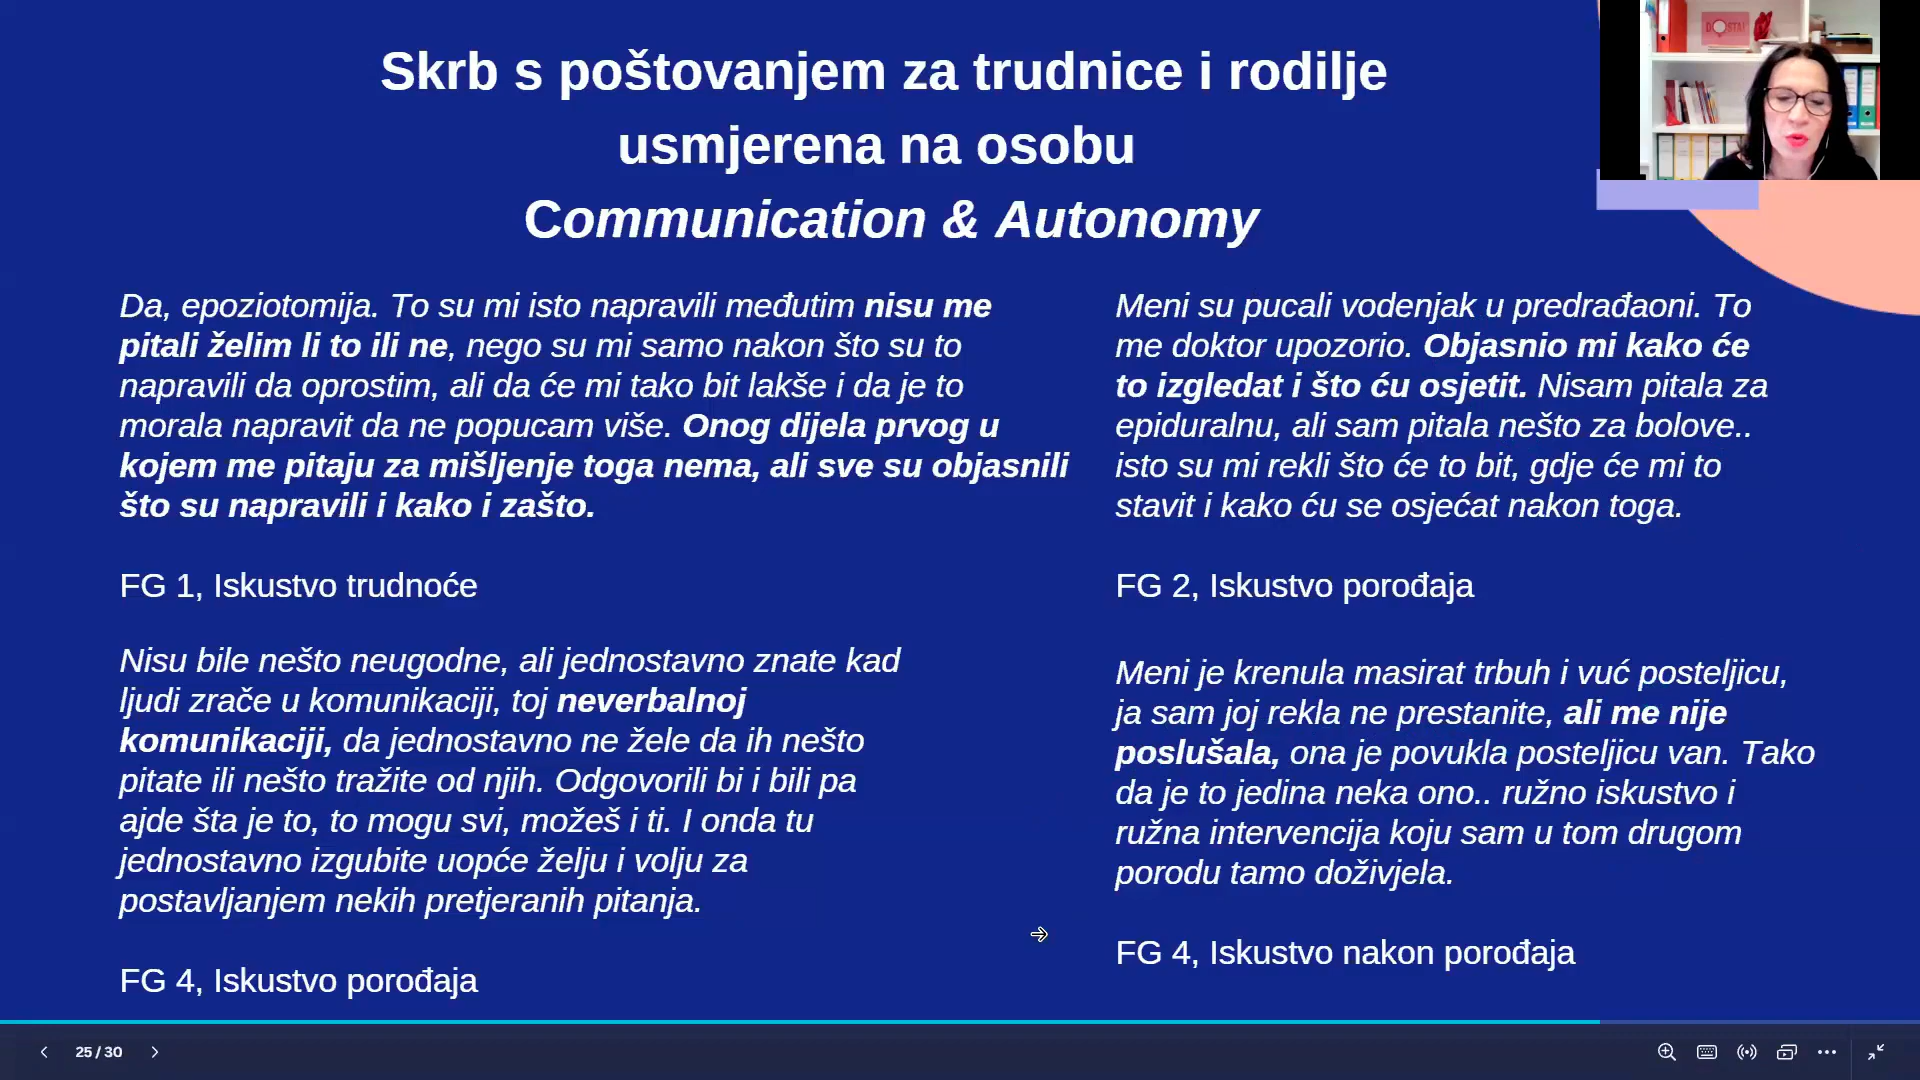 Skrb s poštovanjem za trudnice i rodilje
usmjerena na osobu
Communication & Autonomy
Da, epoziotomija. To su mi isto napravili međutim nisu me
pitali želim li to ili ne, nego su mi samo nakon što su to
napravili da oprostim, ali da će mi tako bit lakše i da je to
morala napravit da ne popucam više. Onog dijela prvog u
kojem me pitaju za mišljenje toga nema, ali sve su objasnili
što su napravili i kako i zašto.
FG 1, Iskustvo trudnoće
Nisu bile nešto neugodne, ali jednostavno znate kad
ljudi zrače u komunikaciji, toj neverbalnoj
komunikaciji, da jednostavno ne žele da ih nešto
pitate ili nešto tražite od njih. Odgovorili bi i bili pa
ajde šta je to, to mogu svi, možeš i ti. I onda tu
jednostavno izgubite uopće želju i volju za
postavljanjem nekih pretjeranih pitanja.
FG 4, Iskustvo porođaja
Meni su pucali vodenjak u predrađaoni. To
me doktor upozorio. Objasnio mi kako će
to izgledat i što ću osjetit. Nisam pitala za
epiduralnu, ali sam pitala nešto za bolove..
isto su mi rekli što će to bit, gdje će mi to
stavit i kako ću se osjećat nakon toga.
FG 2, Iskustvo porođaja
Meni je krenula masirat trbuh i vuć posteljicu,
ja sam joj rekla ne prestanite, ali me nije
poslušala, ona je povukla posteljicu van. Tako
da je to jedina neka ono.. ružno iskustvo i
ružna intervencija koju sam u tom drugom
porodu tamo doživjela.
FG 4, Iskustvo nakon porođaja
25 / 30